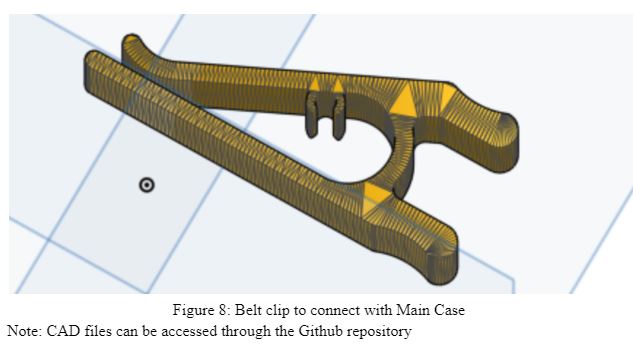 Figure 8: Belt clip to connect with Main Case
Note: CAD files can be accessed through the Github repository